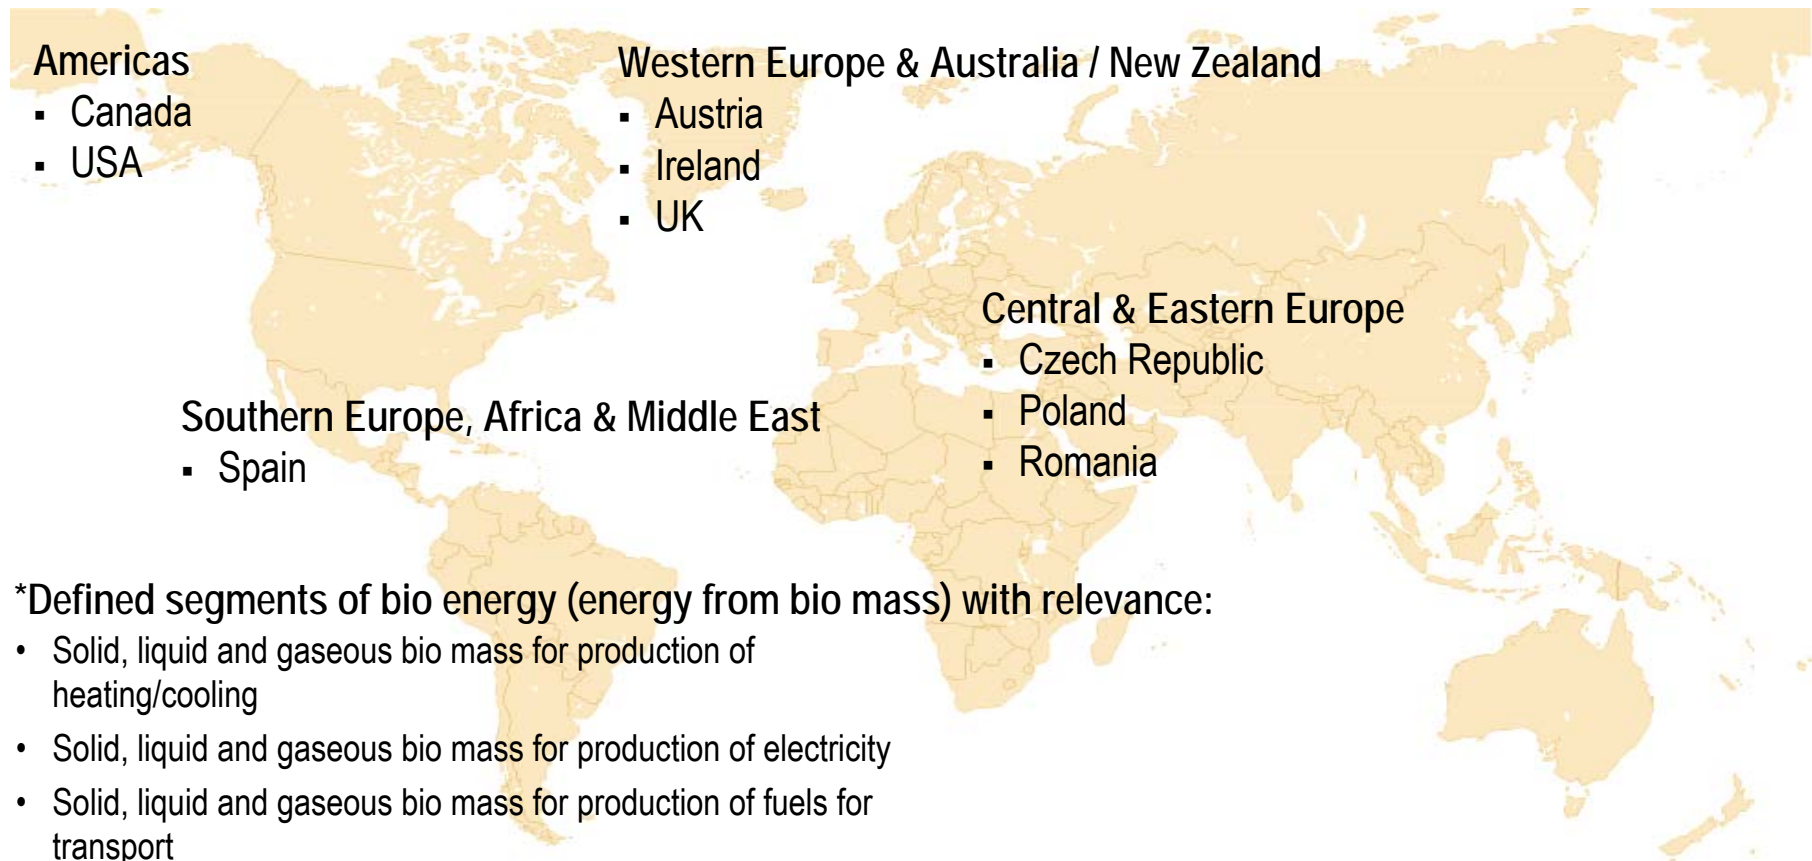 Americas
▪ Canada
▪ USA
Western Europe & Australia / New Zealand
▪ Austria
▪ Ireland
▪ UK
Central & Eastern Europe
▪ Czech Republic
▪ Poland
▪ Romania
Southern Europe, Africa & Middle East
▪ Spain
*Defined segments of bio energy (energy from bio mass) with relevance:
• Solid, liquid and gaseous bio mass for production of
heating/cooling
• Solid, liquid and gaseous bio mass for production of electricity
• Solid, liquid and gaseous bio mass for production of fuels for
transport